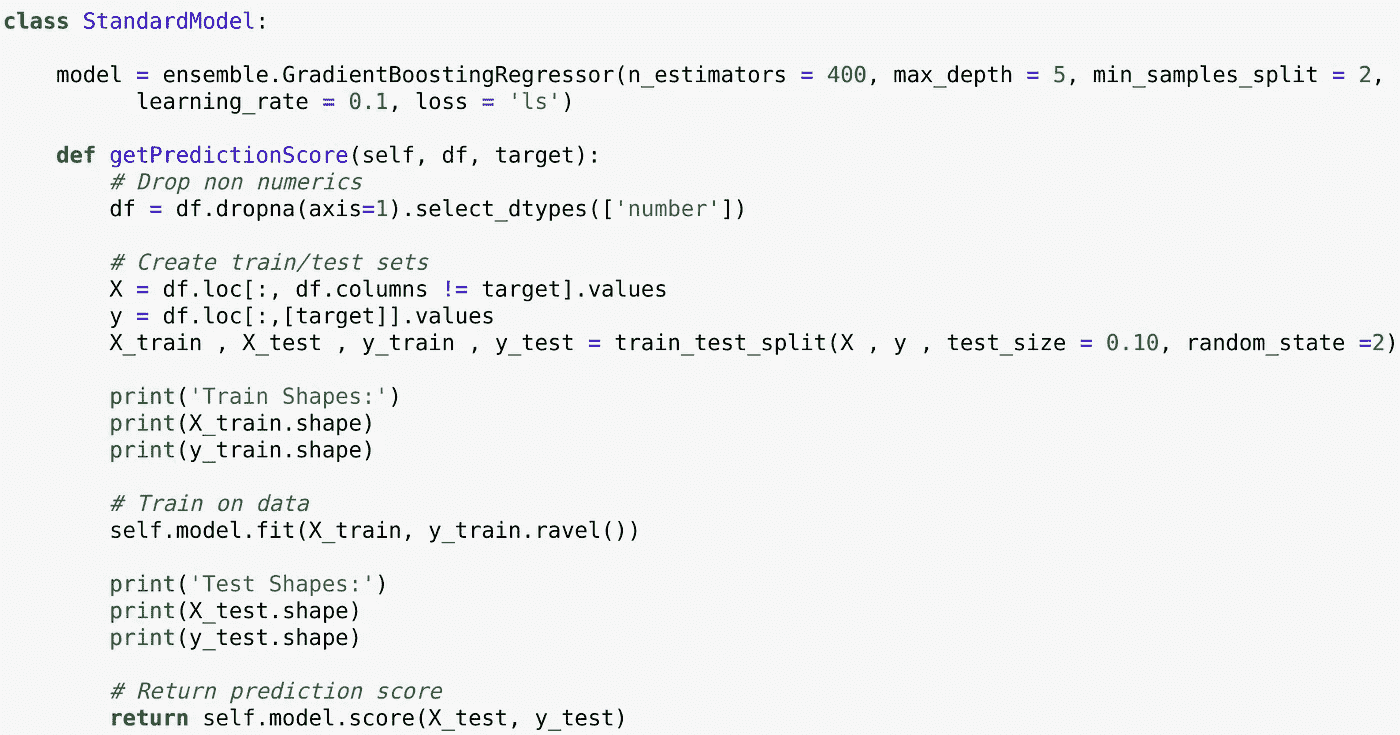 class StandardModel:
model = ensemble.GradientBoostingRegressor(n_estimators = 400, max_depth = 5, min_samples_split = 2,
learning_rate = 0.1, loss = 'ls')
def getPredictionScore(self, df, target):
# Drop non numerics
df = df.dropna(axis=1).select_dtypes(['number'])
# Create train/test sets
X = df.loc[:, df.columns != target].values
y = df.loc[:,[target]].values
X_train , X_test , y_train , y_test = train_test_split(X , y , test_size = 0.10, random_state =2)
print('Train Shapes:')
print(X_train.shape)
print(y_train.shape)
# Train on data
self.model.fit(X_train, y_train.ravel())
print('Test Shapes:')
print(X_test.shape)
print(y_test.shape)
# Return prediction score
return self.model.score(X_test, y_test)